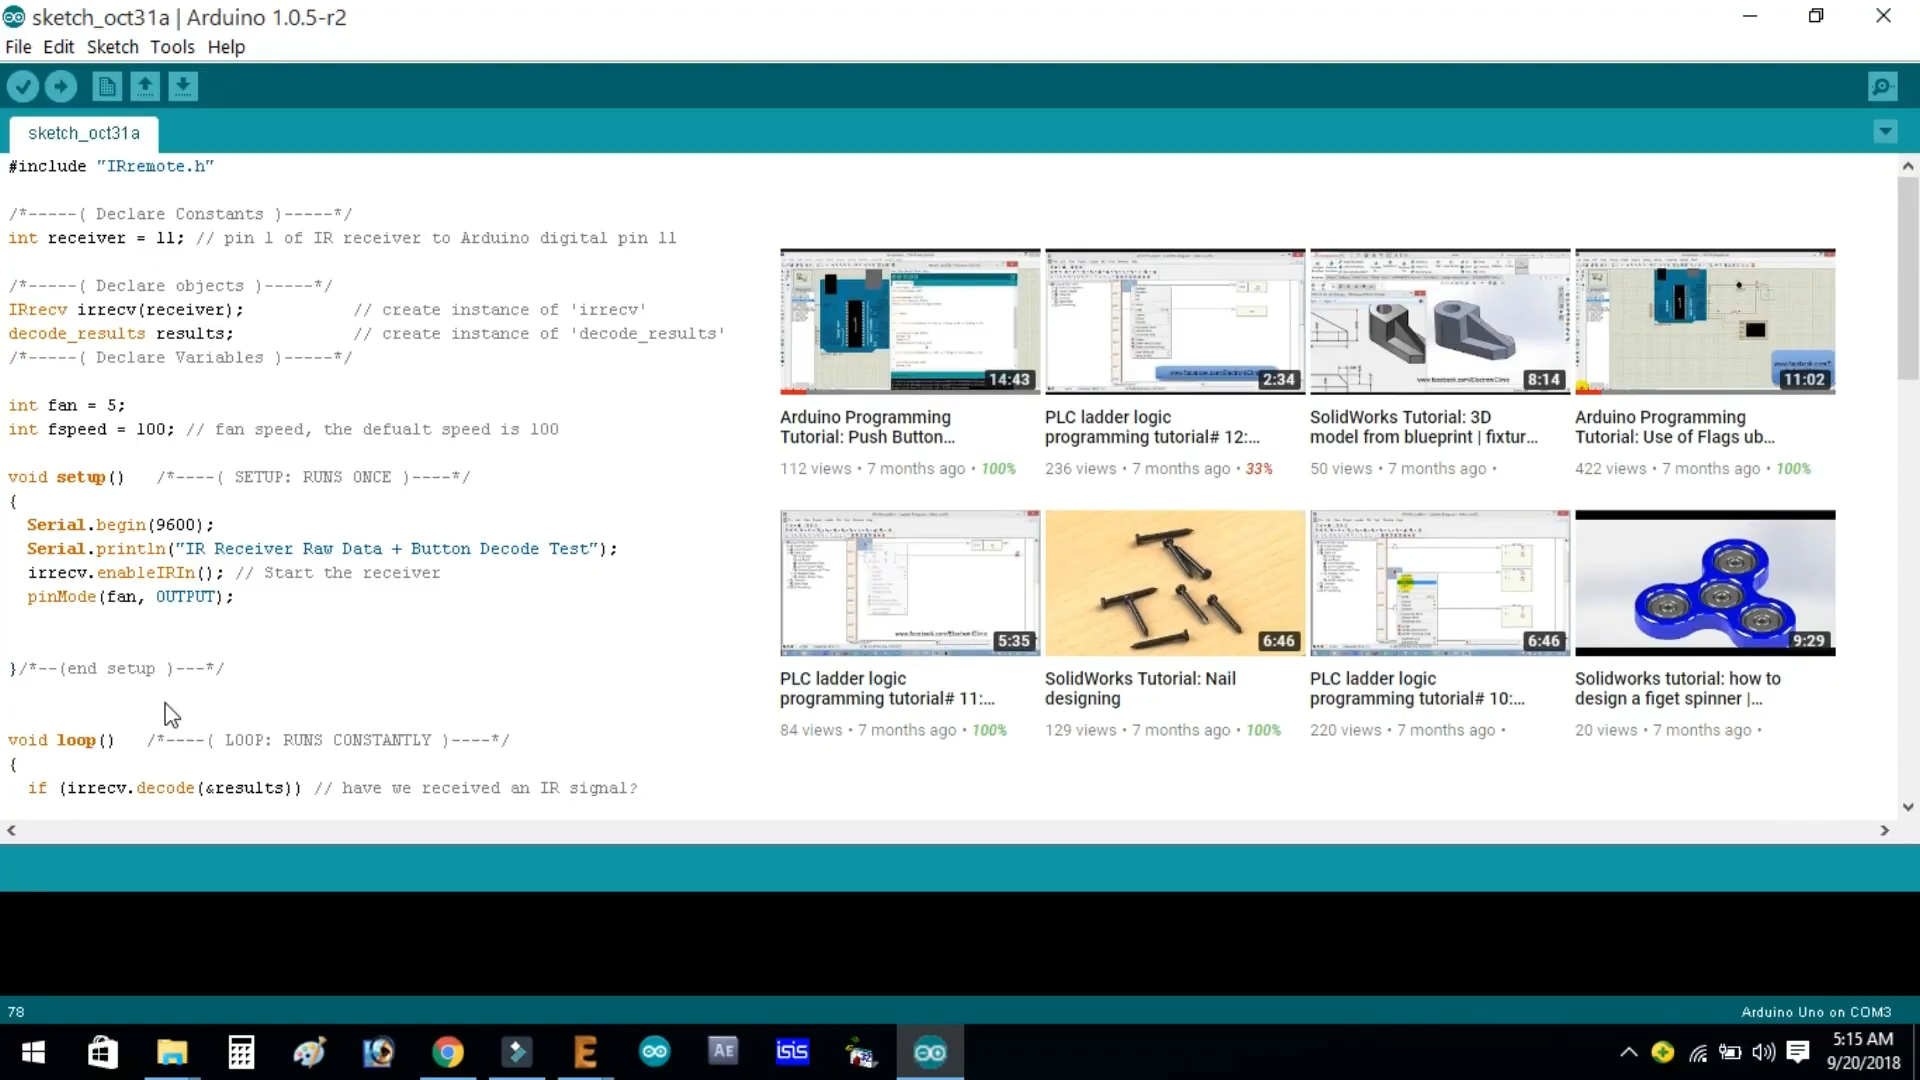 sketch_oct31a | Arduino 1.0.5-r2
File Edit Sketch Tools Help
sketch_oct31a
#include "IRremote.h"
/*-----( Declare Constants )-----*/
int receiver = 11; // pin 1 of IR receiver to Arduino digital pin 11
/*-----( Declare objects )-----*/
IRrecv irrecv(receiver); // create instance of 'irrecv'
decode_results results; // create instance of 'decode_results'
/*-----( Declare Variables )-----*/
int fan = 5;
int fspeed = 100; // fan speed, the defualt speed is 100
void setup() /*----( SETUP: RUNS ONCE )----*/
{
Serial.begin(9600);
Serial.println("IR Receiver Raw Data + Button Decode Test");
irrecv.enableIRIn(); // Start the receiver
pinMode(fan, OUTPUT);
}/*--(end setup )---*/
void loop() /*----( LOOP: RUNS CONSTANTLY )----*/
{
if (irrecv.decode(&results)) // have we received an IR signal?
14:43
Arduino Programming
Tutorial: Push Button...
112 views • 7 months ago • 100%
2:34
PLC ladder logic
programming tutorial# 12:...
236 views • 7 months ago • 33%
www.facebook.com/ElectroniClinic
8:14
SolidWorks Tutorial: 3D
model from blueprint | fixtur...
50 views • 7 months ago •
11:02
Arduino Programming
Tutorial: Use of Flags ub...
422 views • 7 months ago • 100%
www.facebook.com/ElectroniClinic
5:35
PLC ladder logic
programming tutorial# 11:...
84 views • 7 months ago • 100%
6:46
SolidWorks Tutorial: Nail
designing
129 views • 7 months ago • 100%
6:46
PLC ladder logic
programming tutorial# 10:...
220 views • 7 months ago •
9:29
Solidworks tutorial: how to
design a figet spinner |...
20 views • 7 months ago •
78
Arduino Uno on COM3
AE
isis
5:15 AM
9/20/2018